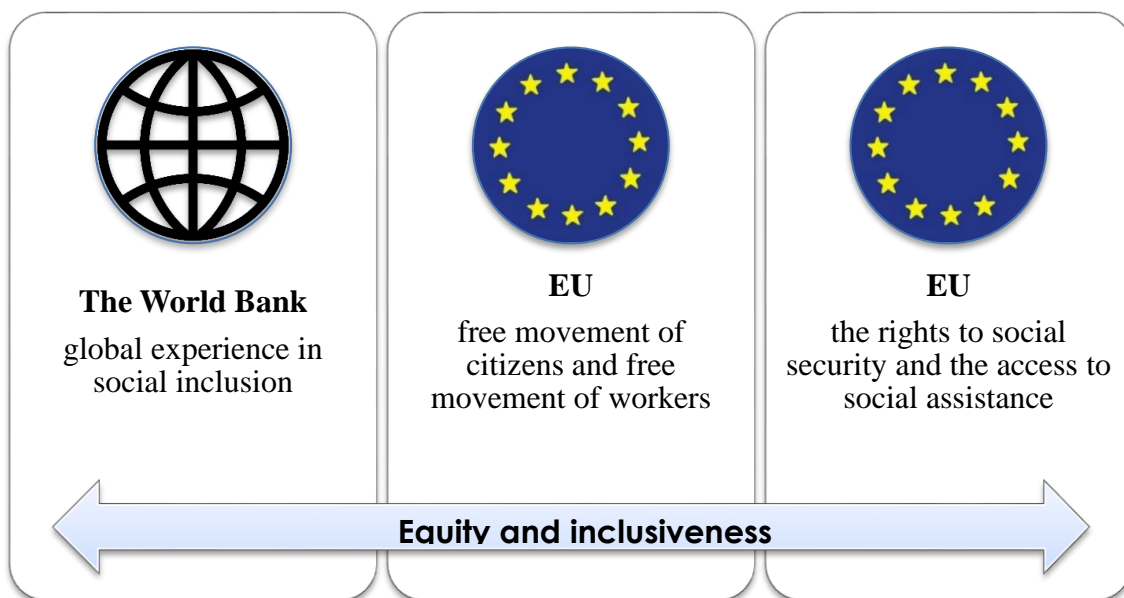 The World Bank
global experience in
social inclusion
EU
free movement of
citizens and free
movement of workers
EU
the rights to social
security and the access to
social assistance
Equity and inclusiveness